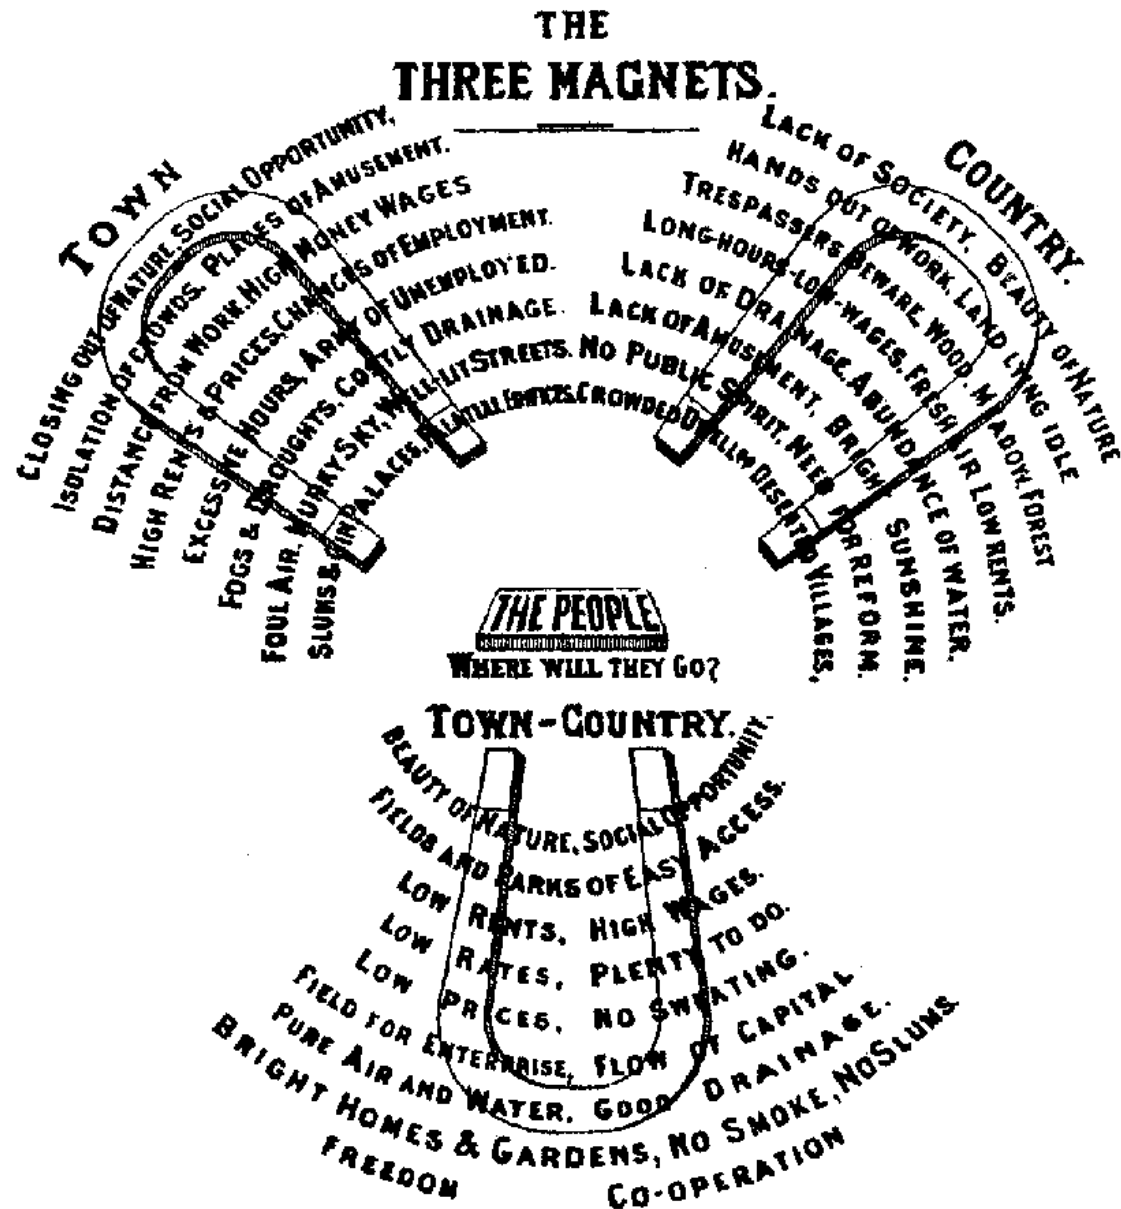 THE
THREE MAGNETS.
TOWN
CLOSING OUT OF NATURE. SOCIAL OPPORTUNITY.
ISOLATION OF CROWDS. PLACES OF AMUSEMENT.
DISTANCE FROM WORK. HIGH MONEY WAGES
HIGH RENTS & PRICES. CHANCES OF EMPLOYMENT.
EXCESSIVE HOURS. ARMY OF UNEMPLOYED.
FOGS & DROUGHTS. COSTLY DRAINAGE.
FOUL AIR. MURKY SKY. WELL-LIT STREETS.
SLUMS & GIN PALACES. PALATIAL EDIFICES.
COUNTRY.
LACK OF SOCIETY. BEAUTY OF NATURE
HANDS OUT OF WORK. LAND LYING IDLE
TRESPASSERS BEWARE. WOOD, MEADOW, FOREST
LONG-HOURS-LOW-WAGES. FRESH AIR LOW RENTS.
LACK OF DRAINAGE. ABUNDANCE OF WATER.
LACK OF AMUSEMENT. BRIGHT SUNSHINE.
NO PUBLIC SPIRIT. NEED FOR REFORM.
CROWDED DWELLINGS DESERTED VILLAGES,
THE PEOPLE
WHERE WILL THEY GO?
TOWN-COUNTRY.
BEAUTY OF NATURE, SOCIAL OPPORTUNITY.
FIELDS AND PARKS OF EASY ACCESS.
LOW RENTS, HIGH WAGES.
LOW RATES, PLENTY TO DO.
LOW PRICES, NO SWEATING.
FIELD FOR ENTERPRISE, FLOW OF CAPITAL
PURE AIR AND WATER, GOOD DRAINAGE.
BRIGHT HOMES & GARDENS, NO SMOKE, NO SLUMS.
FREEDOM CO-OPERATION